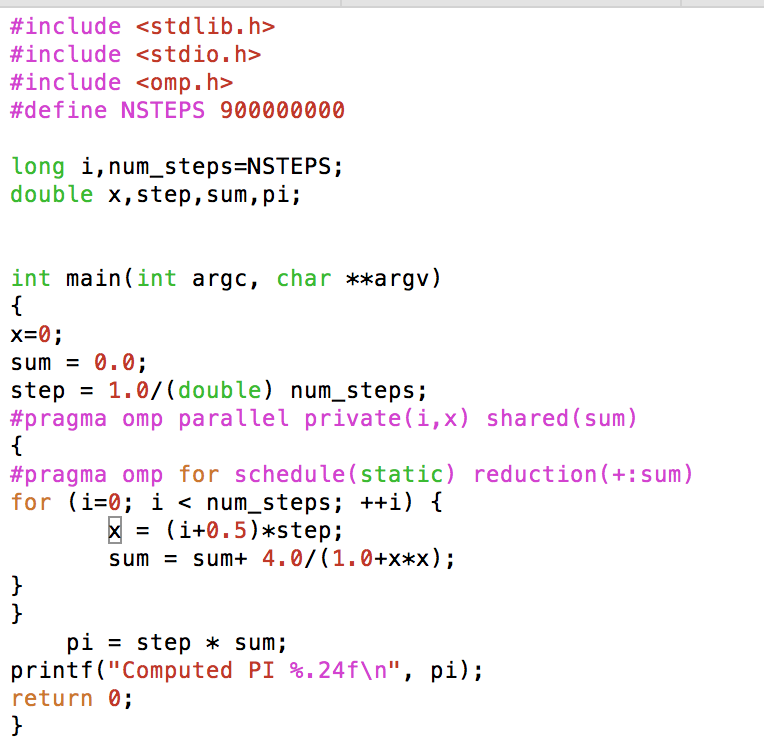 #include <stdlib.h>
#include <stdio.h>
#include <omp.h>
#define NSTEPS 900000000

long i,num_steps=NSTEPS;
double x,step,sum,pi;


int main(int argc, char **argv)
{
x=0;
sum = 0.0;
step = 1.0/(double) num_steps;
#pragma omp parallel private(i,x) shared(sum)
{
#pragma omp for schedule(static) reduction(+:sum)
for (i=0; i < num_steps; ++i) {
       x = (i+0.5)*step;
       sum = sum+ 4.0/(1.0+x*x);
}
}
    pi = step * sum;
printf("Computed PI %.24f\n", pi);
return 0;
}